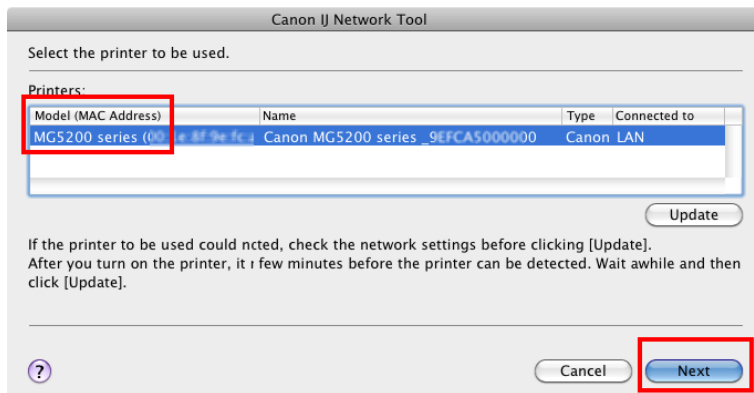 Canon IJ Network Tool
Select the printer to be used.
Printers:
Model (MAC Address) Name Type Connected to
MG5200 series ( Canon MG5200 series _9EFCA5000000 Canon LAN
Update
If the printer to be used could ncted, check the network settings before clicking [Update].
After you turn on the printer, it few minutes before the printer can be detected. Wait awhile and then
click [Update].
?
Cancel
Next